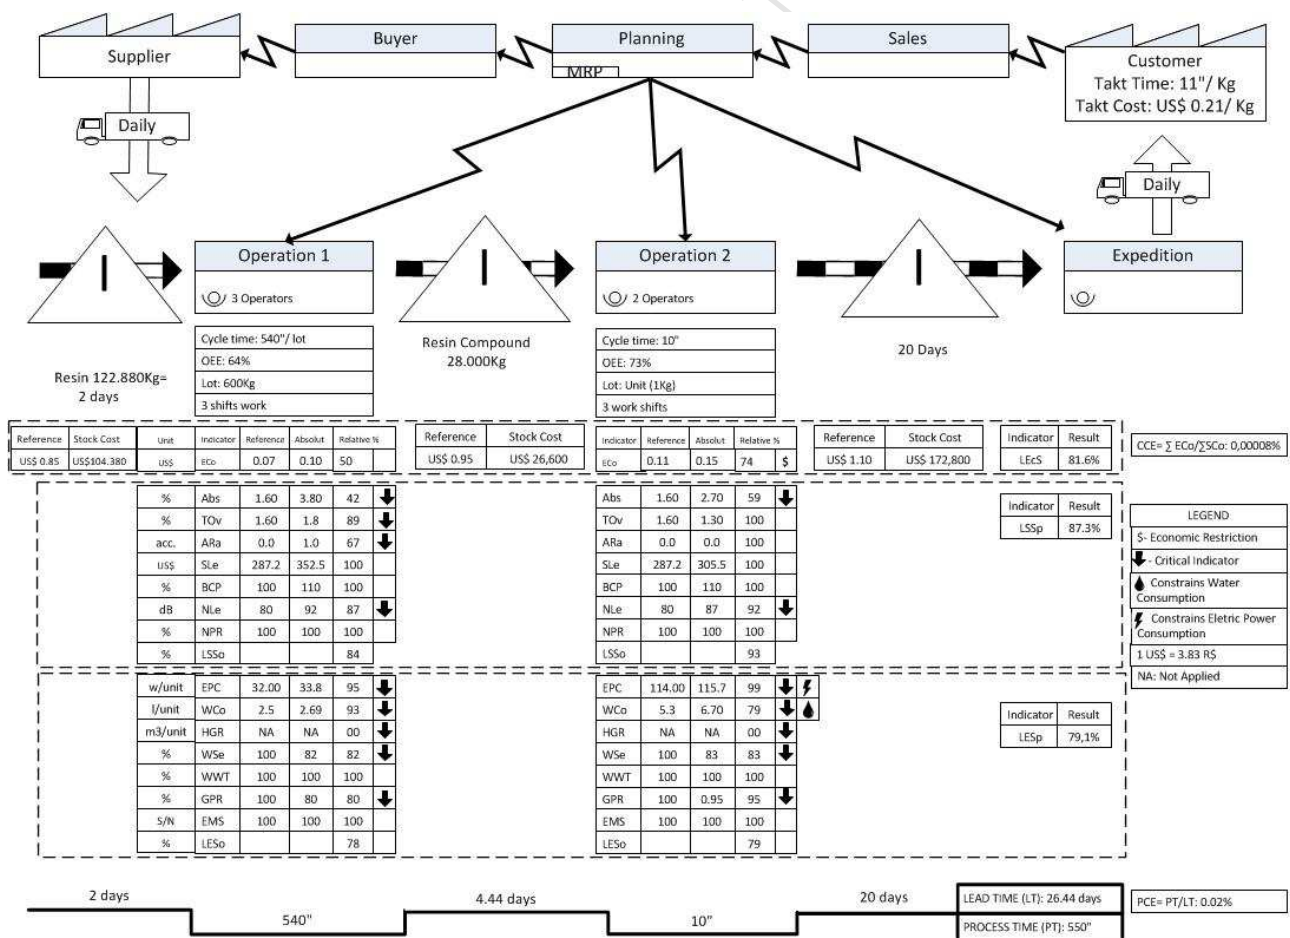 Supplier
Buyer
Planning
MRP
Sales
Customer
Takt Time: 11"/ Kg
Takt Cost: US$ 0.21/ Kg
Daily
Daily
Operation 1
3 Operators
Operation 2
2 Operators
Expedition
Resin 122.880Kg=
2 days
Cycle time: 540"/ lot
OEE: 64%
Lot: 600Kg
3 shifts work
Resin Compound
28.000Kg
Cycle time: 10"
OEE: 73%
Lot: Unit (1Kg)
3 work shifts
20 Days
Reference Stock Cost
US$ 0.85 US$104.380
Unit Indicator Reference Absolut Relative %
US$ ECo 0.07 0.10 50
Reference Stock Cost
US$ 0.95 US$ 26,600
Indicator Reference Absolut Relative %
ECo 0.11 0.15 74 $
Reference Stock Cost
US$ 1.10 US$ 172,800
Indicator Result
LEcS 81.6%
CCE= ∑ ECo/∑SCo: 0,00008%
% Abs 1.60 3.80 42
% TOv 1.60 1.8 89
acc. ARa 0.0 1.0 67
US$ SLe 287.2 352.5 100
% BCP 100 110 100
dB NLe 80 92 87
% NPR 100 100 100
% LSSo 84
Abs 1.60 2.70 59
TOv 1.60 1.30 100
ARa 0.0 0.0 100
SLe 287.2 305.5 100
BCP 100 110 100
NLe 80 87 92
NPR 100 100 100
LSSo 93
Indicator Result
LSSp 87.3%
LEGEND
$- Economic Restriction
- Critical Indicator
Constrains Water
Consumption
Constrains Eletric Power
Consumption
1 US$ = 3.83 R$
NA: Not Applied
w/unit EPC 32.00 33.8 95
l/unit WCo 2.5 2.69 93
m3/unit HGR NA NA 00
% WSe 100 82 82
% WWT 100 100 100
% GPR 100 80 80
S/N EMS 100 100 100
% LESo 78
EPC 114.00 115.7 99
WCo 5.3 6.70 79
HGR NA NA 00
WSe 100 83 83
WWT 100 100 100
GPR 100 0.95 95
EMS 100 100 100
LESo 79
Indicator Result
LESp 79,1%
2 days
540"
4.44 days
10"
20 days
LEAD TIME (LT): 26.44 days
PROCESS TIME (PT): 550"
PCE= PT/LT: 0.02%